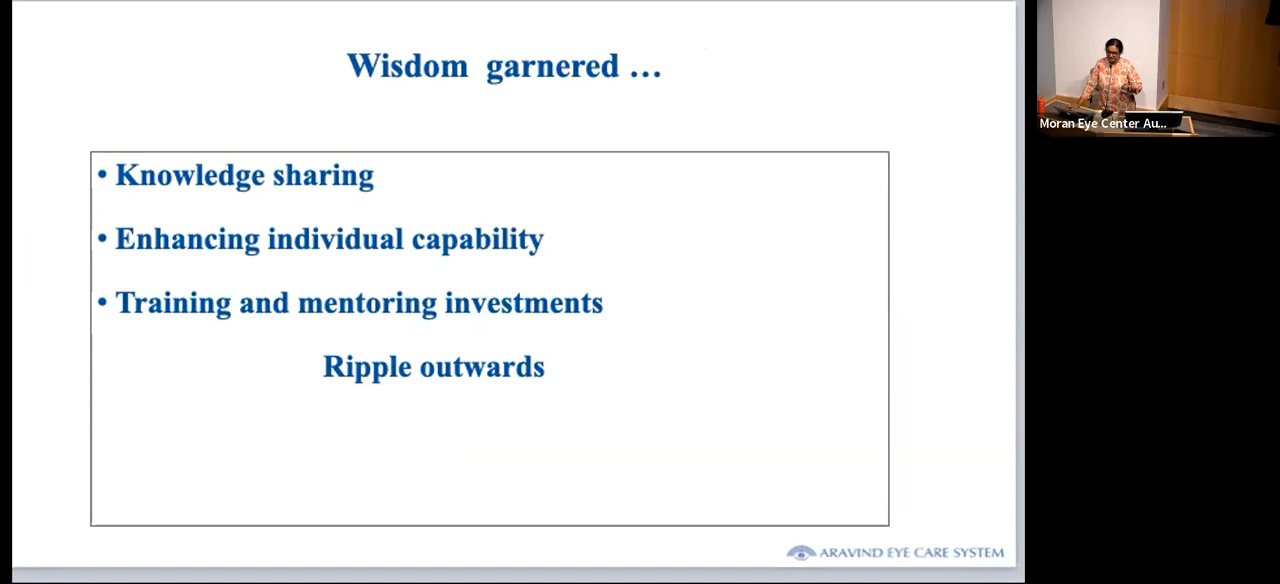 Wisdom garnered …
• Knowledge sharing
• Enhancing individual capability
• Training and mentoring investments
Ripple outwards
ARAVIND EYE CARE SYSTEM
Moran Eye Center Au...